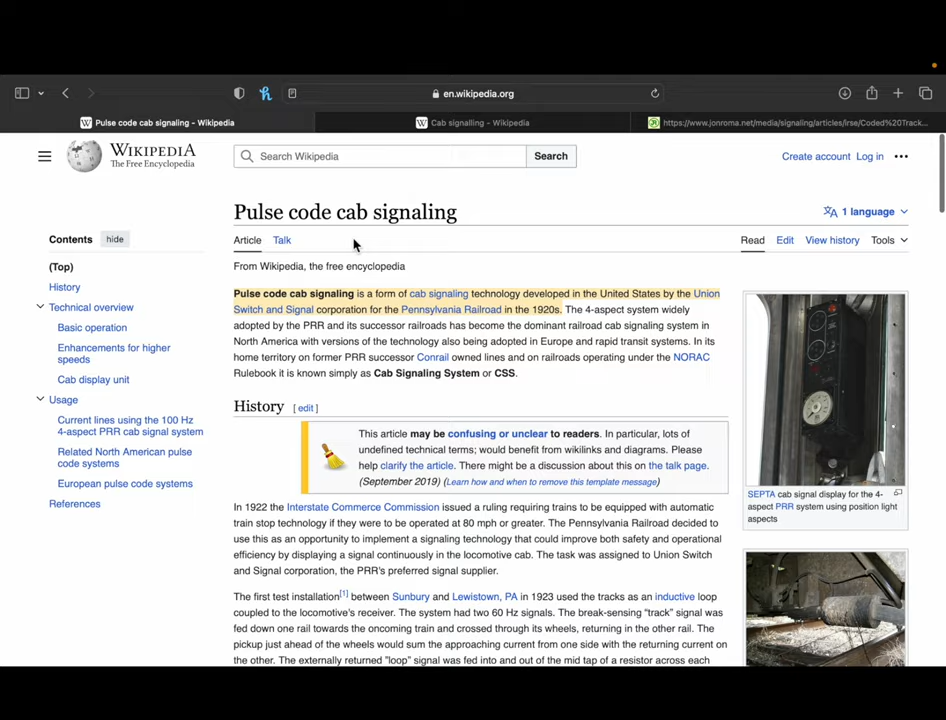 en.wikipedia.org
Pulse code cab signaling - Wikipedia
Cab signalling - Wikipedia
https://www.jonroma.net/media/signaling/articles/irse/Coded%20Track...
WIKIPEDIA
The Free Encyclopedia
Search Wikipedia
Search
Create account Log in
Pulse code cab signaling
1 language
Contents hide
Article Talk
Read Edit View history Tools
(Top)
History
Technical overview
Basic operation
Enhancements for higher
speeds
Cab display unit
Usage
Current lines using the 100 Hz
4-aspect PRR cab signal system
Related North American pulse
code systems
European pulse code systems
References
From Wikipedia, the free encyclopedia
Pulse code cab signaling is a form of cab signaling technology developed in the United States by the Union
Switch and Signal corporation for the Pennsylvania Railroad in the 1920s. The 4-aspect system widely
adopted by the PRR and its successor railroads has become the dominant railroad cab signaling system in
North America with versions of the technology also being adopted in Europe and rapid transit systems. In its
home territory on former PRR successor Conrail owned lines and on railroads operating under the NORAC
Rulebook it is known simply as Cab Signaling System or CSS.
History [ edit ]
This article may be confusing or unclear to readers. In particular, lots of
undefined technical terms; would benefit from wikilinks and diagrams. Please
help clarify the article. There might be a discussion about this on the talk page.
(September 2019) (Learn how and when to remove this template message)
In 1922 the Interstate Commerce Commission issued a ruling requiring trains to be equipped with automatic
train stop technology if they were to be operated at 80 mph or greater. The Pennsylvania Railroad decided to
use this as an opportunity to implement a signaling technology that could improve both safety and operational
efficiency by displaying a signal continuously in the locomotive cab. The task was assigned to Union Switch
and Signal corporation, the PRR's preferred signal supplier.
The first test installation[1] between Sunbury and Lewistown, PA in 1923 used the tracks as an inductive loop
coupled to the locomotive's receiver. The system had two 60 Hz signals. The break-sensing "track" signal was
fed down one rail towards the oncoming train and crossed through its wheels, returning in the other rail. The
pickup just ahead of the wheels would sum the approaching current from one side with the returning current on
the other. The externally returned "loop" signal was fed into and out of the mid tap of a resistor across each
SEPTA cab signal display for the 4-
aspect PRR system using position light
aspects